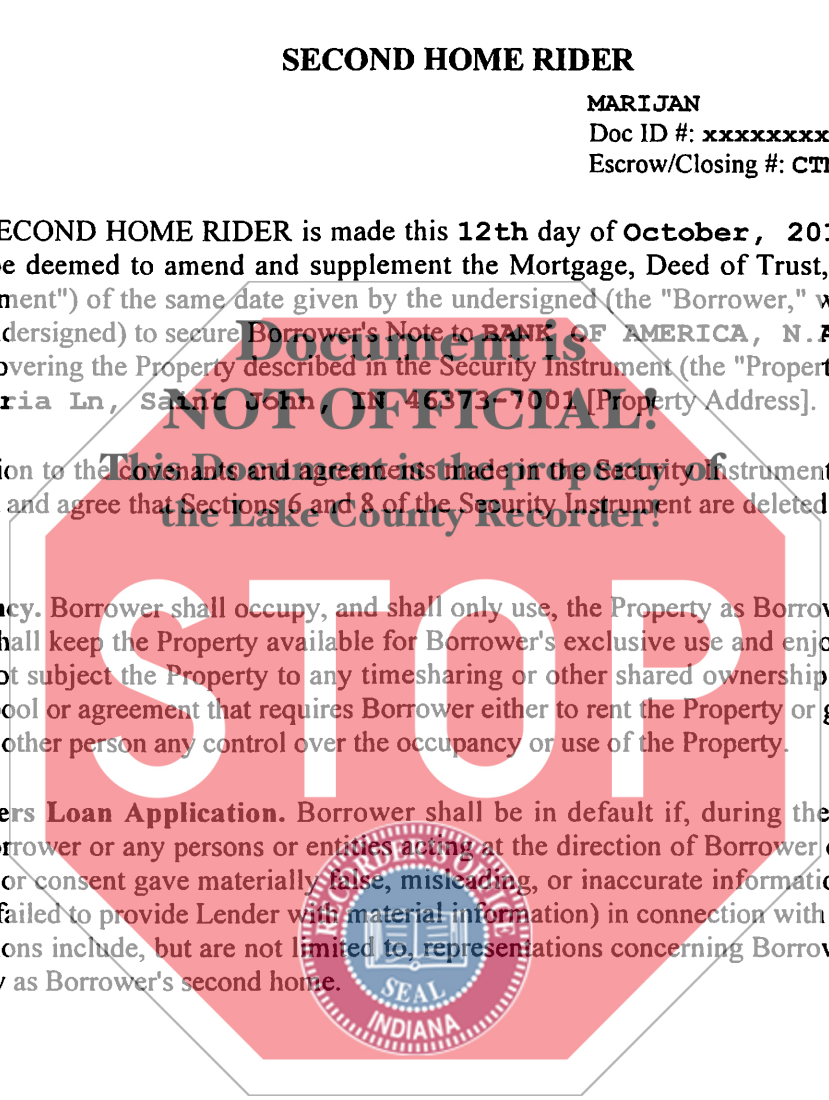 SECOND HOME RIDER
MARIJAN
Doc ID #: xxxxxxxx
Escrow/Closing #:
SECOND HOME RIDER is made this 12th day of October, 201
be deemed to amend and supplement the Mortgage, Deed of Trust,
ment") of the same date given by the undersigned (the "Borrower,"
dersigned) to secure Borrower's Note to BANK OF AMERICA, N.A
Document is
overing the Property described in the Security Instrument (the "Propert
ria Ln, Saint John, IN 46373-7001 [Property Address].
NOT OFFICIAL!
ion to the covenants and agreements made in the Security Instrument
This Document is the property of
and agree that Sections 6 and 8 of the Security Instrument are deleted
the Lake County Recorder!
STOP
cy. Borrower shall occupy, and shall only use, the Property as Borrow
hall keep the Property available for Borrower's exclusive use and enjo
ot subject the Property to any timesharing or other shared ownership
ool or agreement that requires Borrower either to rent the Property or g
other person any control over the occupancy or use of the Property.
ers Loan Application. Borrower shall be in default if, during the
rrower or any persons or entities acting at the direction of Borrower
or consent gave materially false, misleading, or inaccurate informatio
failed to provide Lender with material information) in connection with
ons include, but are not limited to, representations concerning Borrow
y as Borrower's second home.
RECORDER'S OFFICE
SEAL
INDIANA